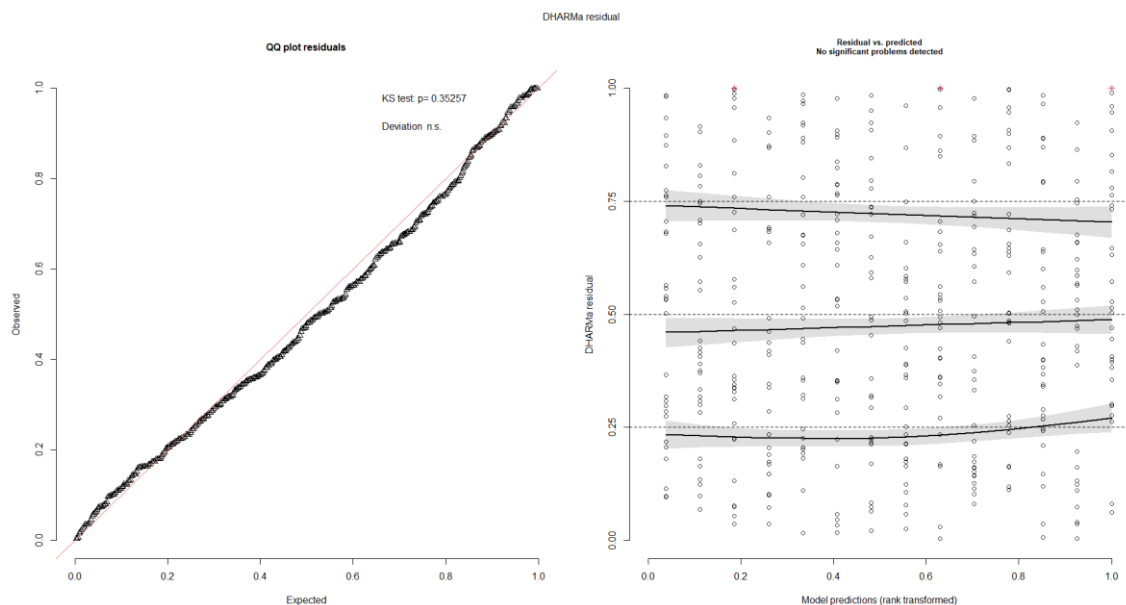 DHARMa residual
QQ plot residuals
KS test: p= 0.35257
Deviation n.s.
Observed
0.0
0.2
0.4
0.6
0.8
1.0
0.0
0.2
0.4
0.6
0.8
1.0
Expected
Residual vs. predicted
No significant problems detected
DHARMa residual
0.00
0.25
0.50
0.75
1.00
0.0
0.2
0.4
0.6
0.8
1.0
Model predictions (rank transformed)